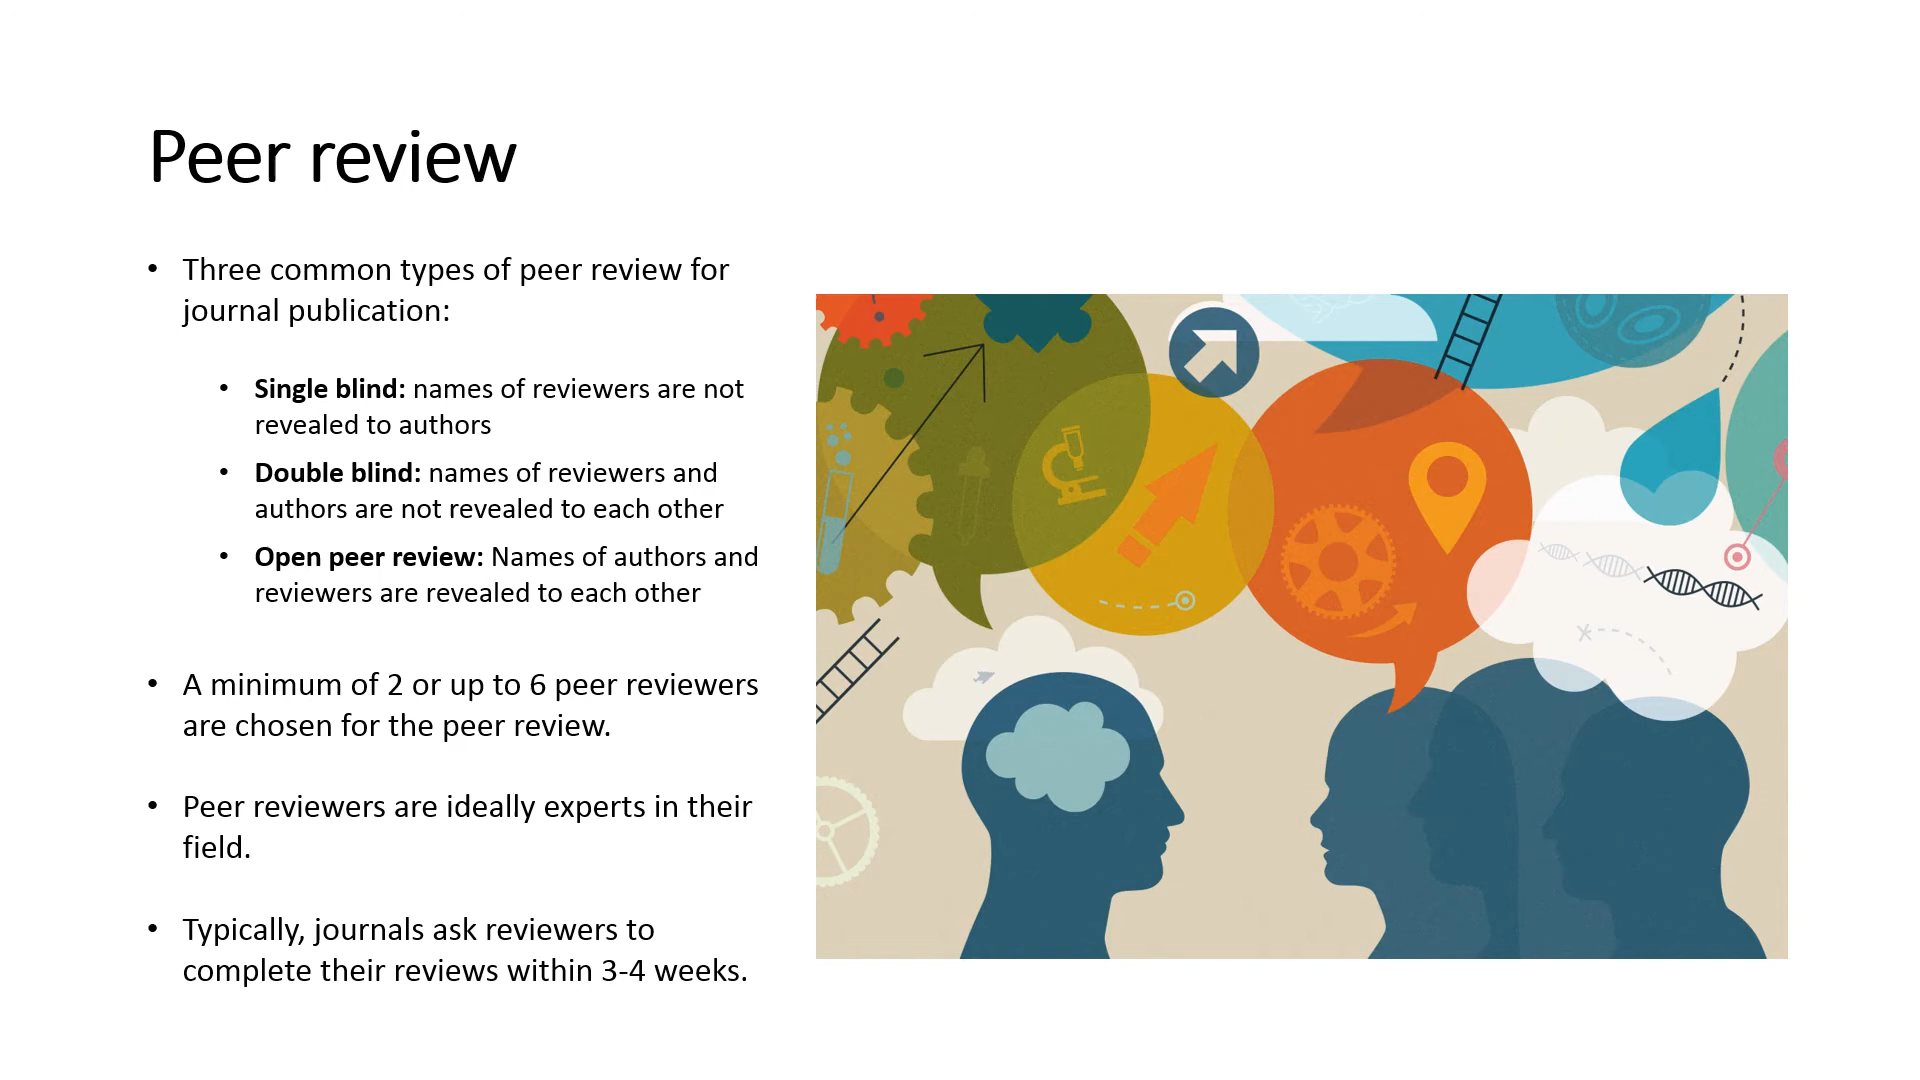 Peer review
• Three common types of peer review for
journal publication:
• Single blind: names of reviewers are not
revealed to authors
• Double blind: names of reviewers and
authors are not revealed to each other
• Open peer review: Names of authors and
reviewers are revealed to each other
• A minimum of 2 or up to 6 peer reviewers
are chosen for the peer review.
• Peer reviewers are ideally experts in their
field.
• Typically, journals ask reviewers to
complete their reviews within 3-4 weeks.